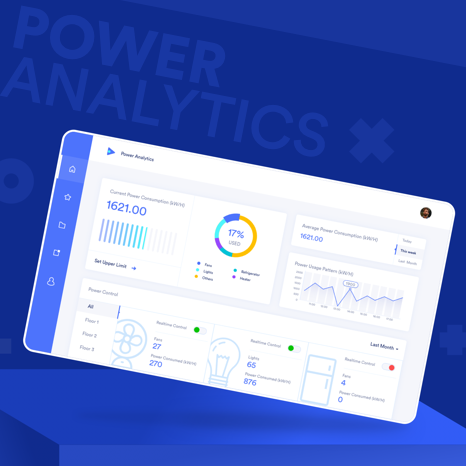 POWER
ANALYTICS
Power Analytics
Current Power Consumption (kW/H)
1621.00
Set Upper Limit
17%
USED
Fans
Lights
Others
Refrigerator
Heater
Average Power Consumption (kW/H)
1621.00
Today
This week
Last Month
Power Usage Pattern (kW/H)
Power Control
All
Floor 1
Floor 2
Floor 3
Last Month
Realtime Control
Fans
27
Power Consumed (kW/H)
270
Realtime Control
Lights
65
Power Consumed (kW/H)
876
Realtime Control
Fans
4
Power Consumed (kW/H)
0